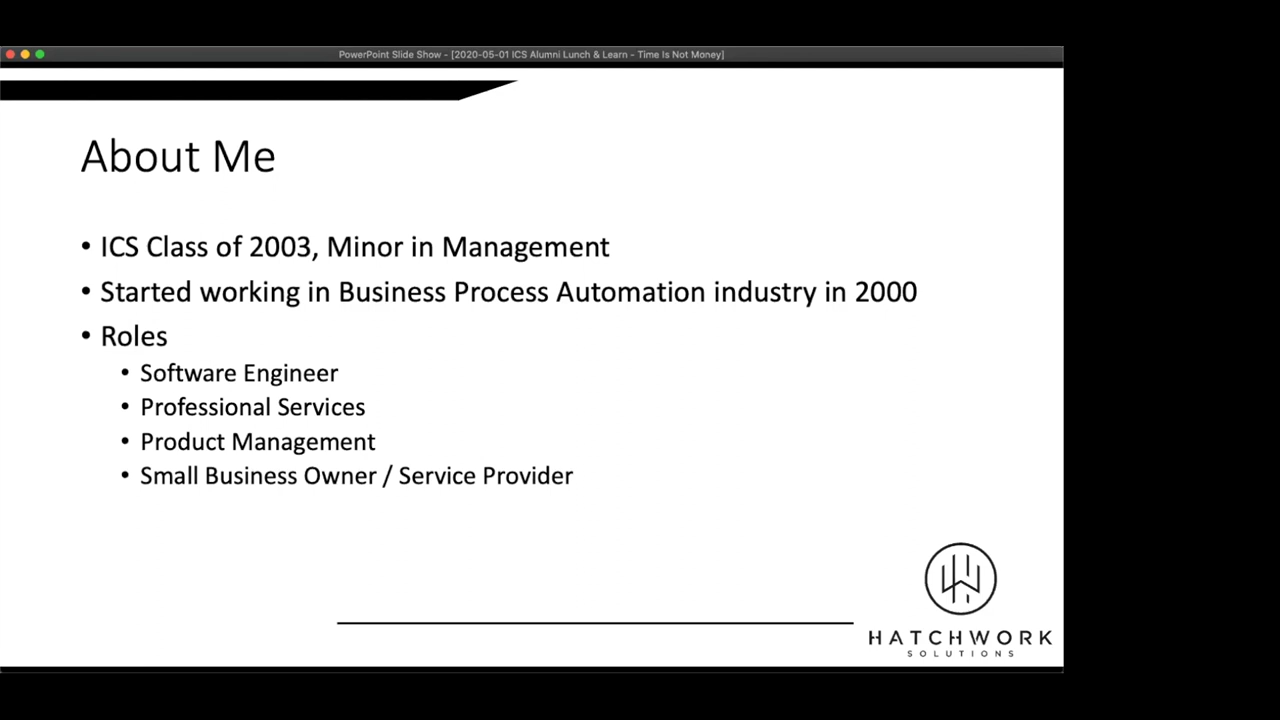 PowerPoint Slide Show - [2020-05-01 ICS Alumni Lunch & Learn - Time Is Not Money]
About Me
• ICS Class of 2003, Minor in Management
• Started working in Business Process Automation industry in 2000
• Roles
• Software Engineer
• Professional Services
• Product Management
• Small Business Owner / Service Provider
HATCHWORK
SOLUTIONS